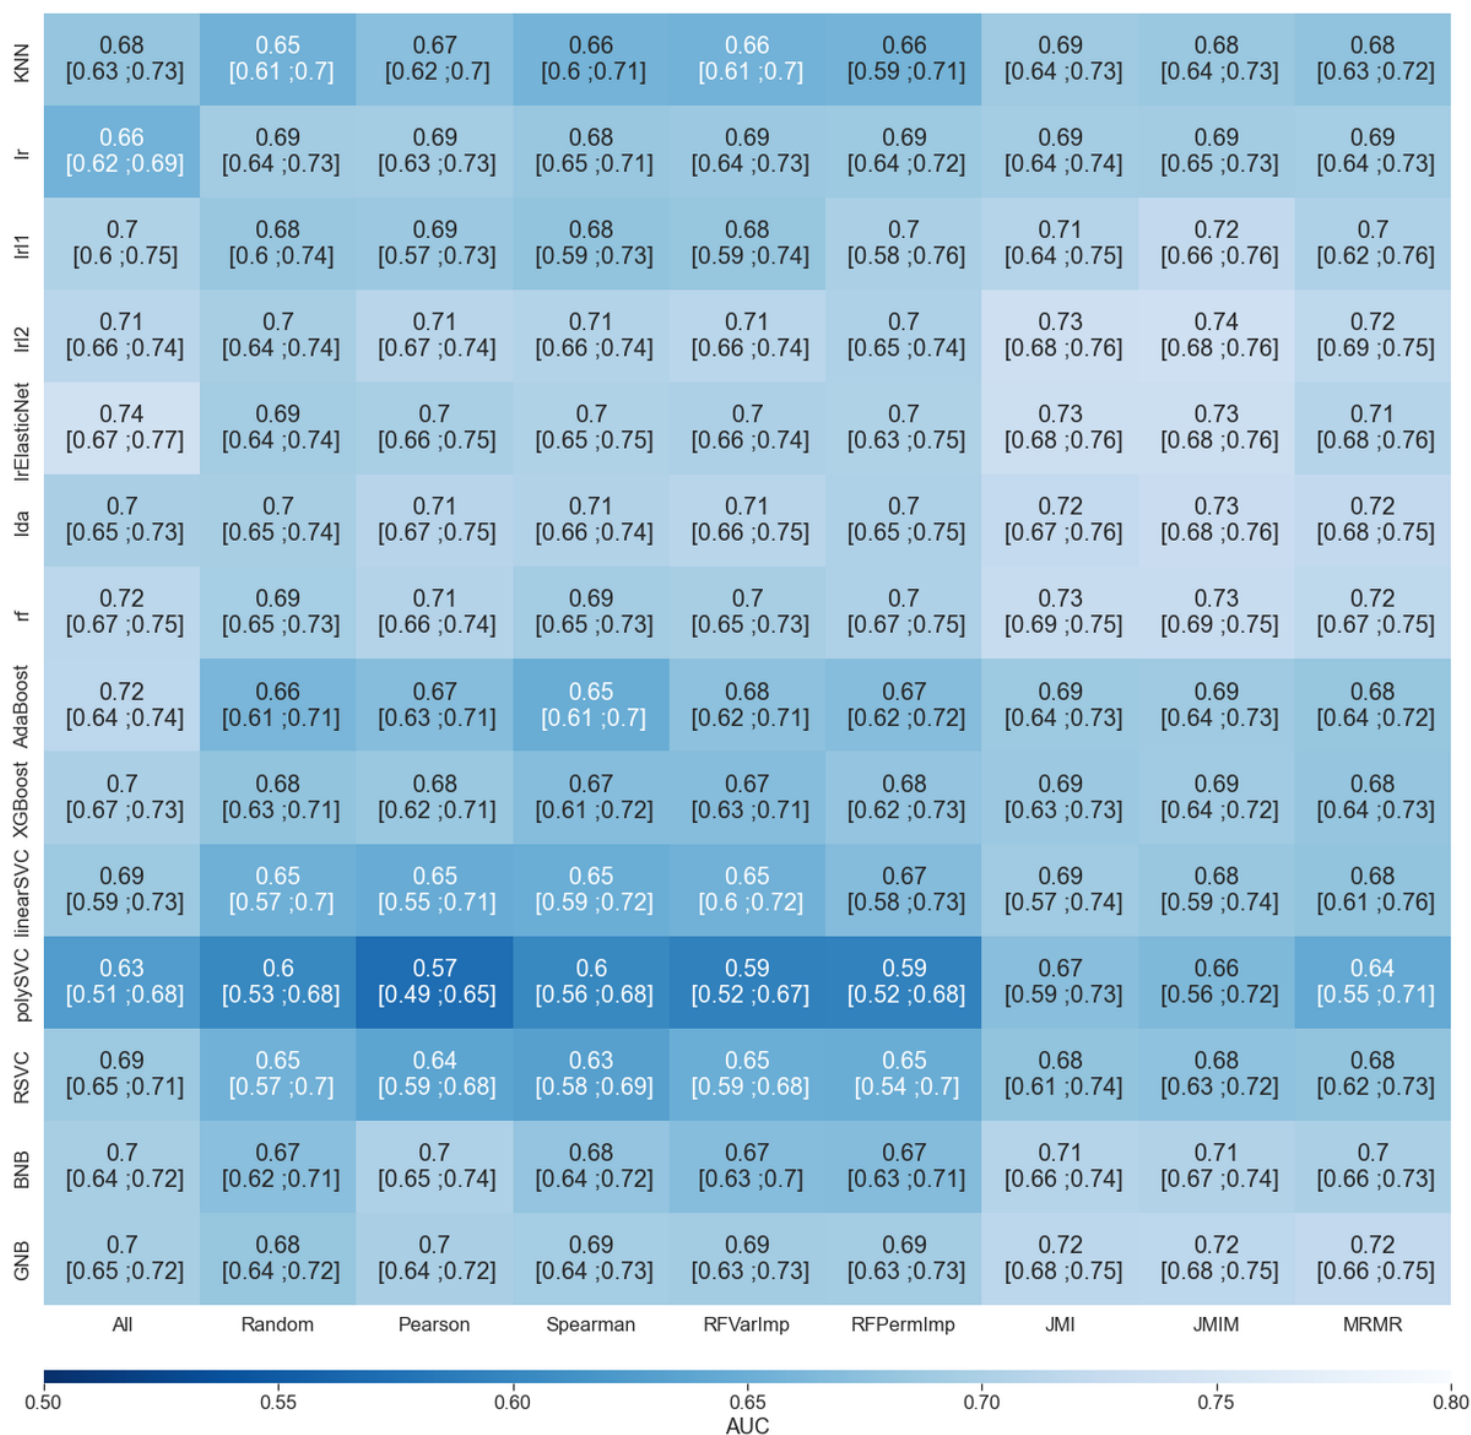 KNN
0.68 0.65 0.67 0.66 0.66 0.66 0.69 0.68 0.68
[0.63 ;0.73] [0.61 ;0.7] [0.62 ;0.7] [0.6 ;0.71] [0.61 ;0.7] [0.59 ;0.71] [0.64 ;0.73] [0.64 ;0.73] [0.63 ;0.72]
lr
0.66 0.69 0.69 0.68 0.69 0.69 0.69 0.69 0.69
[0.62 ;0.69] [0.64 ;0.73] [0.63 ;0.73] [0.65 ;0.71] [0.64 ;0.73] [0.64 ;0.72] [0.64 ;0.74] [0.65 ;0.73] [0.64 ;0.73]
lrl1
0.7 0.68 0.69 0.68 0.68 0.7 0.71 0.72 0.7
[0.6 ;0.75] [0.6 ;0.74] [0.57 ;0.73] [0.59 ;0.73] [0.59 ;0.74] [0.58 ;0.76] [0.64 ;0.75] [0.66 ;0.76] [0.62 ;0.76]
lrl2
0.71 0.7 0.71 0.71 0.71 0.7 0.73 0.74 0.72
[0.66 ;0.74] [0.64 ;0.74] [0.67 ;0.74] [0.66 ;0.74] [0.66 ;0.74] [0.65 ;0.74] [0.68 ;0.76] [0.68 ;0.76] [0.69 ;0.75]
lrElasticNet
0.74 0.69 0.7 0.7 0.7 0.7 0.73 0.73 0.71
[0.67 ;0.77] [0.64 ;0.74] [0.66 ;0.75] [0.65 ;0.75] [0.66 ;0.74] [0.63 ;0.75] [0.68 ;0.76] [0.68 ;0.76] [0.68 ;0.76]
lda
0.7 0.7 0.71 0.71 0.71 0.7 0.72 0.73 0.72
[0.65 ;0.73] [0.65 ;0.74] [0.67 ;0.75] [0.66 ;0.74] [0.66 ;0.75] [0.65 ;0.75] [0.67 ;0.76] [0.68 ;0.76] [0.68 ;0.75]
rf
0.72 0.69 0.71 0.69 0.7 0.7 0.73 0.73 0.72
[0.67 ;0.75] [0.65 ;0.73] [0.66 ;0.74] [0.65 ;0.73] [0.65 ;0.73] [0.67 ;0.75] [0.69 ;0.75] [0.69 ;0.75] [0.67 ;0.75]
AdaBoost
0.72 0.66 0.67 0.65 0.68 0.67 0.69 0.69 0.68
[0.64 ;0.74] [0.61 ;0.71] [0.63 ;0.71] [0.61 ;0.7] [0.62 ;0.71] [0.62 ;0.72] [0.64 ;0.73] [0.64 ;0.73] [0.64 ;0.72]
XGBoost
0.7 0.68 0.68 0.67 0.67 0.68 0.69 0.69 0.68
[0.67 ;0.73] [0.63 ;0.71] [0.62 ;0.71] [0.61 ;0.72] [0.63 ;0.71] [0.62 ;0.73] [0.63 ;0.73] [0.64 ;0.72] [0.64 ;0.73]
linearSVC
0.69 0.65 0.65 0.65 0.65 0.67 0.69 0.68 0.68
[0.59 ;0.73] [0.57 ;0.7] [0.55 ;0.71] [0.59 ;0.72] [0.6 ;0.72] [0.58 ;0.73] [0.57 ;0.74] [0.59 ;0.74] [0.61 ;0.76]
polySVC
0.63 0.6 0.57 0.6 0.59 0.59 0.67 0.66 0.64
[0.51 ;0.68] [0.53 ;0.68] [0.49 ;0.65] [0.56 ;0.68] [0.52 ;0.67] [0.52 ;0.68] [0.59 ;0.73] [0.56 ;0.72] [0.55 ;0.71]
RSVC
0.69 0.65 0.64 0.63 0.65 0.65 0.68 0.68 0.68
[0.65 ;0.71] [0.57 ;0.7] [0.59 ;0.68] [0.58 ;0.69] [0.59 ;0.68] [0.54 ;0.7] [0.61 ;0.74] [0.63 ;0.72] [0.62 ;0.73]
BNB
0.7 0.67 0.7 0.68 0.67 0.67 0.71 0.71 0.7
[0.64 ;0.72] [0.62 ;0.71] [0.65 ;0.74] [0.64 ;0.72] [0.63 ;0.7] [0.63 ;0.71] [0.66 ;0.74] [0.67 ;0.74] [0.66 ;0.73]
GNB
0.7 0.68 0.7 0.69 0.69 0.69 0.72 0.72 0.72
[0.65 ;0.72] [0.64 ;0.72] [0.64 ;0.72] [0.64 ;0.73] [0.63 ;0.73] [0.63 ;0.73] [0.68 ;0.75] [0.68 ;0.75] [0.66 ;0.75]
All Random Pearson Spearman RFVarImp RFPermImp JMI JMIM MRMR
0.50 0.55 0.60 0.65 0.70 0.75 0.80
AUC